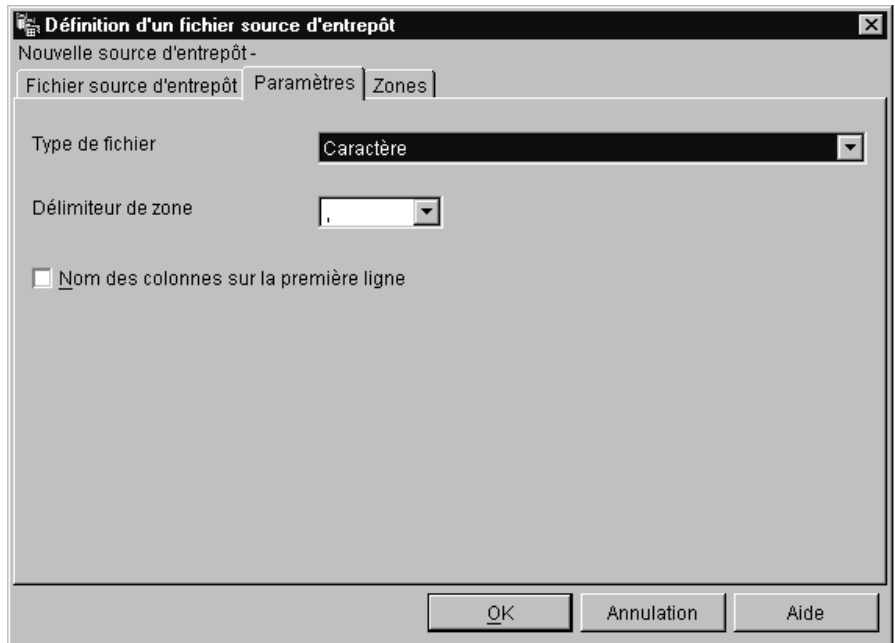 Définition d'un fichier source d'entrepôt
Nouvelle source d'entrepôt -
Fichier source d'entrepôt Paramètres Zones
Type de fichier Caractère
Délimiteur de zone ,
Nom des colonnes sur la première ligne
OK Annulation Aide